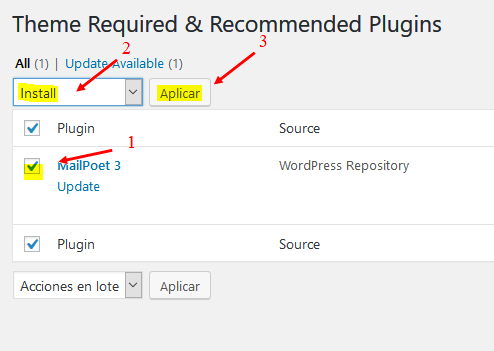 Theme Required & Recommended Plugins
2
3
All (1) | Update Available (1)
Install Aplicar
Plugin Source
1
MailPoet 3 WordPress Repository
Update
Plugin Source
Acciones en lote Aplicar